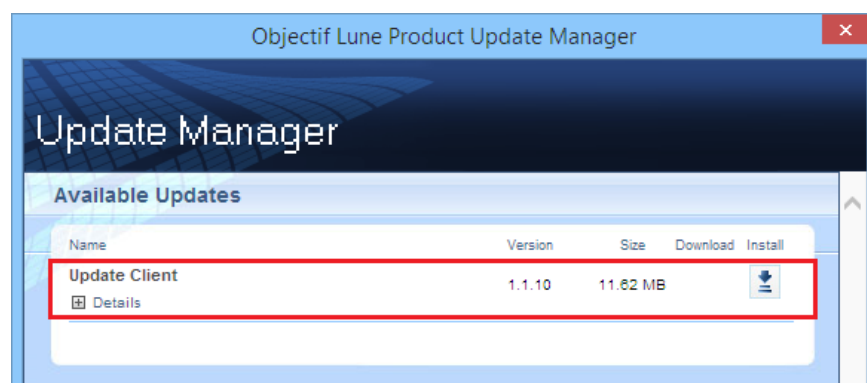 Objectif Lune Product Update Manager
Update Manager
Available Updates
Name Version Size Download Install
Update Client 1.1.10 11.62 MB
Details